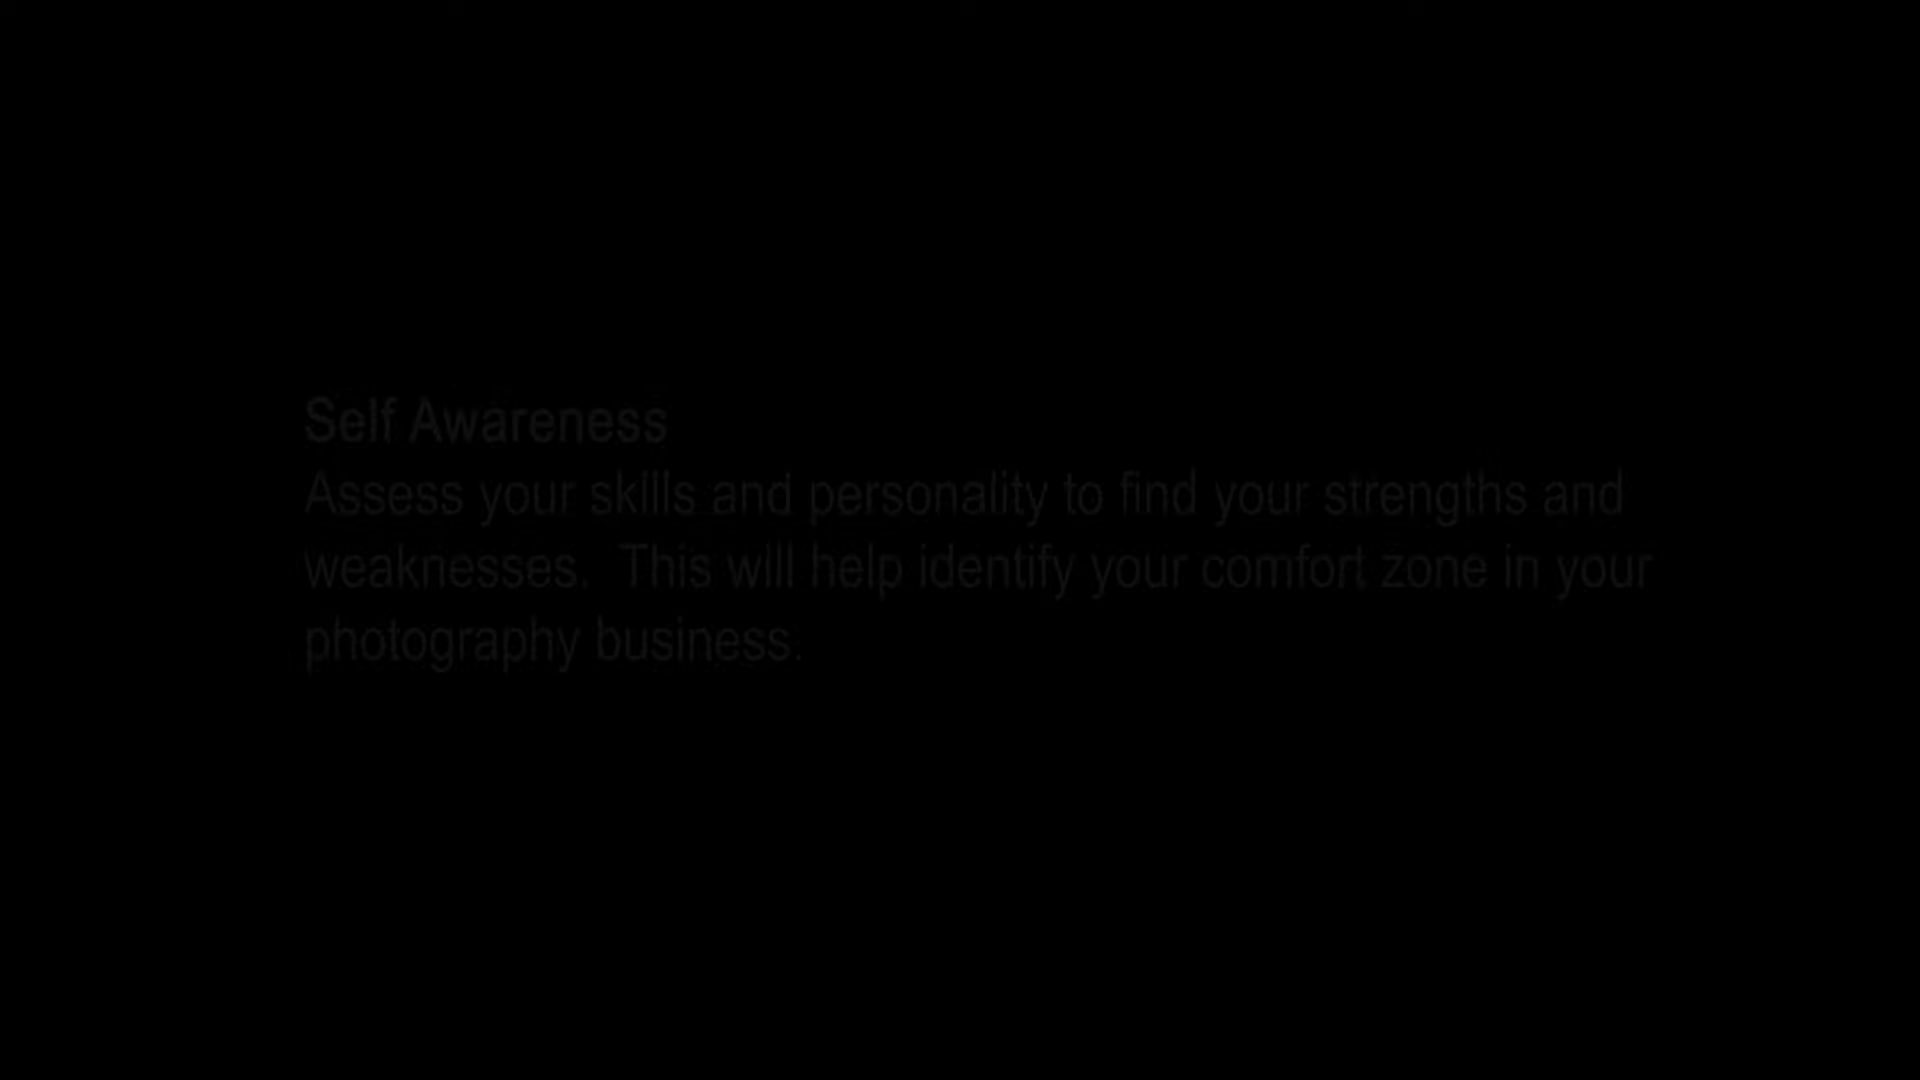 Self Awareness
Assess your skills and personality to find your strengths and
weaknesses.  This will help identify your comfort zone in your
photography business.